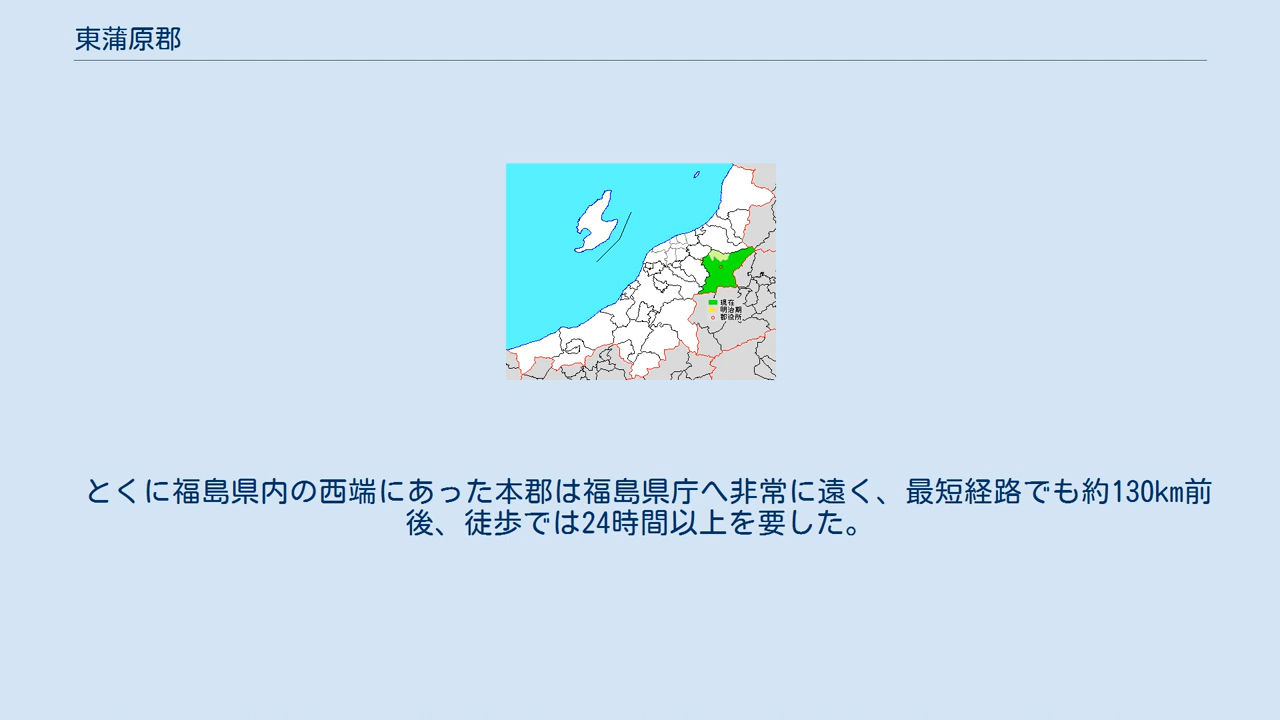 東蒲原郡
現在
明治期
郡役所
とくに福島県内の西端にあった本郡は福島県庁へ非常に遠く、最短経路でも約130km前
後、徒歩では24時間以上を要した。